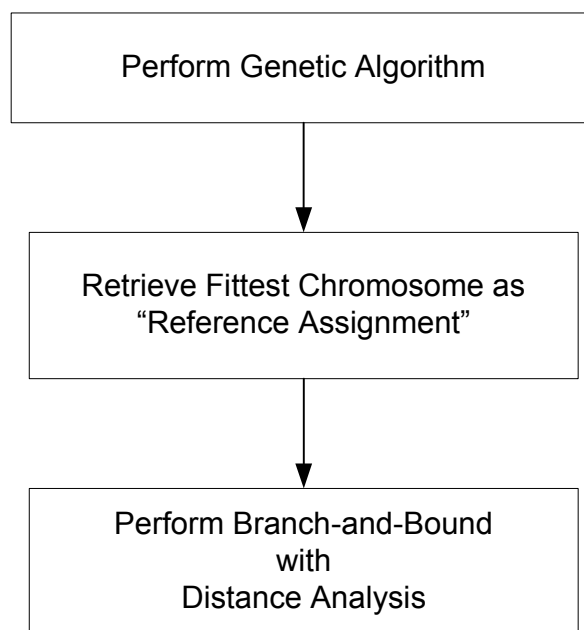 Perform Genetic Algorithm
Retrieve Fittest Chromosome as
“Reference Assignment”
Perform Branch-and-Bound
with
Distance Analysis